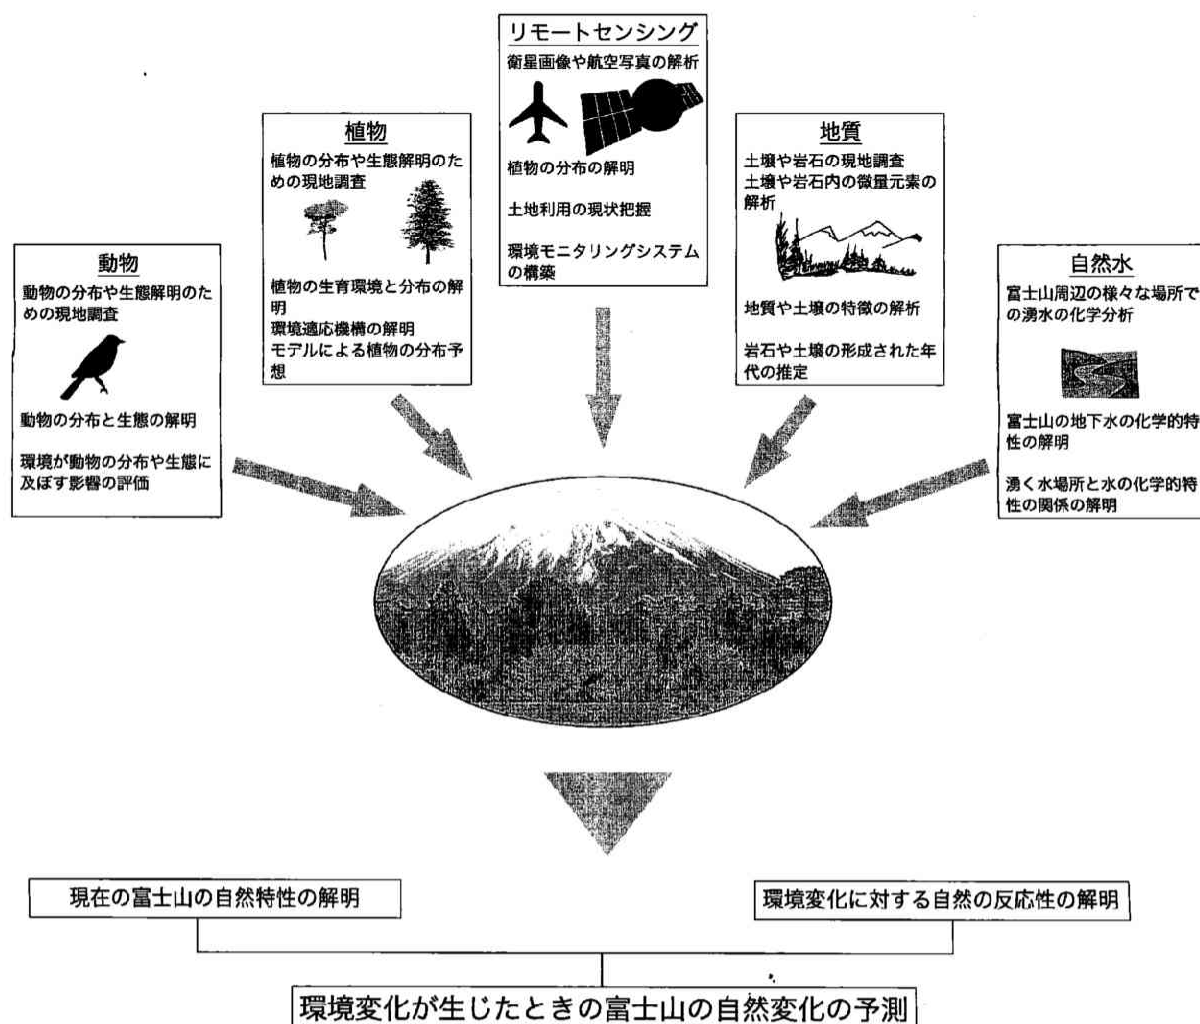 リモートセンシング
衛星画像や航空写真の解析
植物の分布の解明
土地利用の現状把握
環境モニタリングシステム
の構築
植物
植物の分布や生態解明のた
めの現地調査
植物の生育環境と分布の解
明
環境適応機構の解明
モデルによる植物の分布予
想
地質
土壌や岩石の現地調査
土壌や岩石内の微量元素の
解析
地質や土壌の特徴の解析
岩石や土壌の形成された年
代の推定
動物
動物の分布や生態解明のた
めの現地調査
動物の分布と生態の解明
環境が動物の分布や生態に
及ぼす影響の評価
自然水
富士山周辺の様々な場所で
の湧水の化学分析
富士山の地下水の化学的特
性の解明
湧く水場所と水の化学的特
性の関係の解明
現在の富士山の自然特性の解明
環境変化に対する自然の反応性の解明
環境変化が生じたときの富士山の自然変化の予測